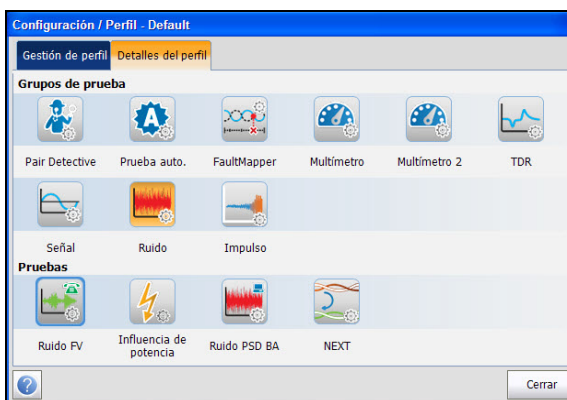 Configuración / Perfil - Default
Gestión de perfil Detalles del perfil
Grupos de prueba
Pair Detective Prueba auto. FaultMapper Multímetro Multímetro 2 TDR
Señal Ruido Impulso
Pruebas
Ruido FV Influencia de potencia Ruido PSD BA NEXT
Cerrar